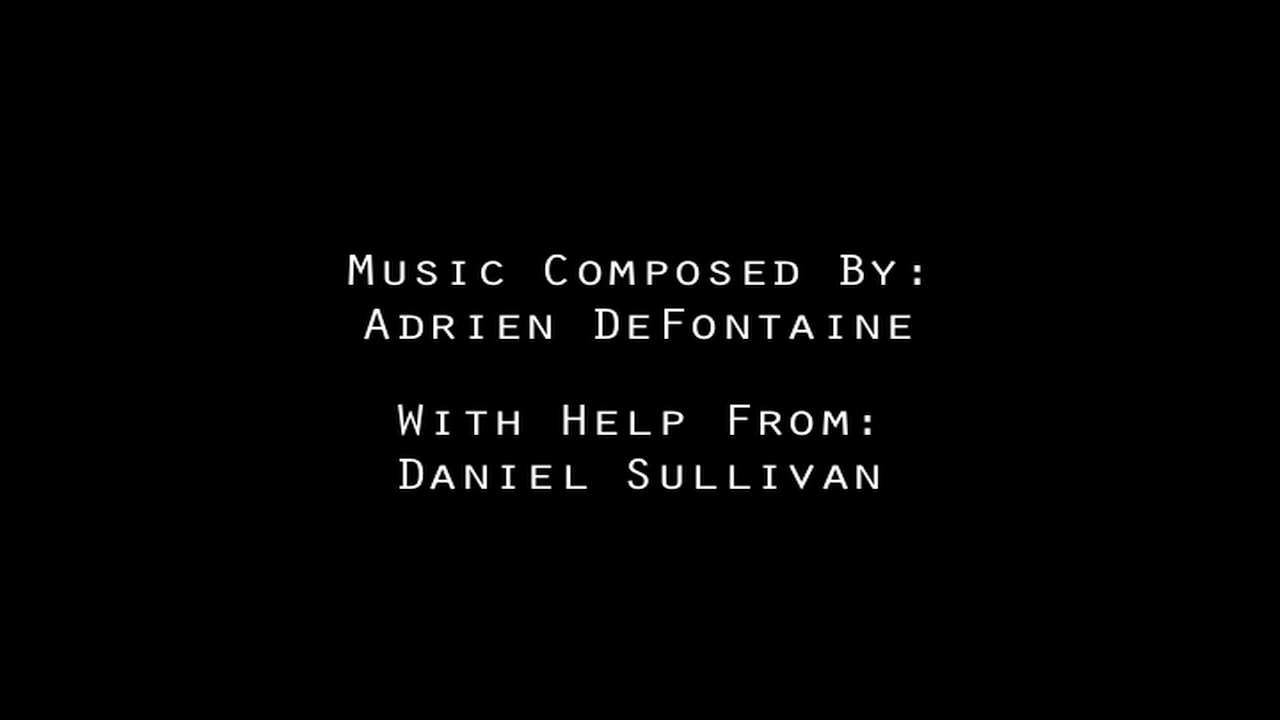 Music Composed By:
Adrien DeFontaine
With Help From:
Daniel Sullivan